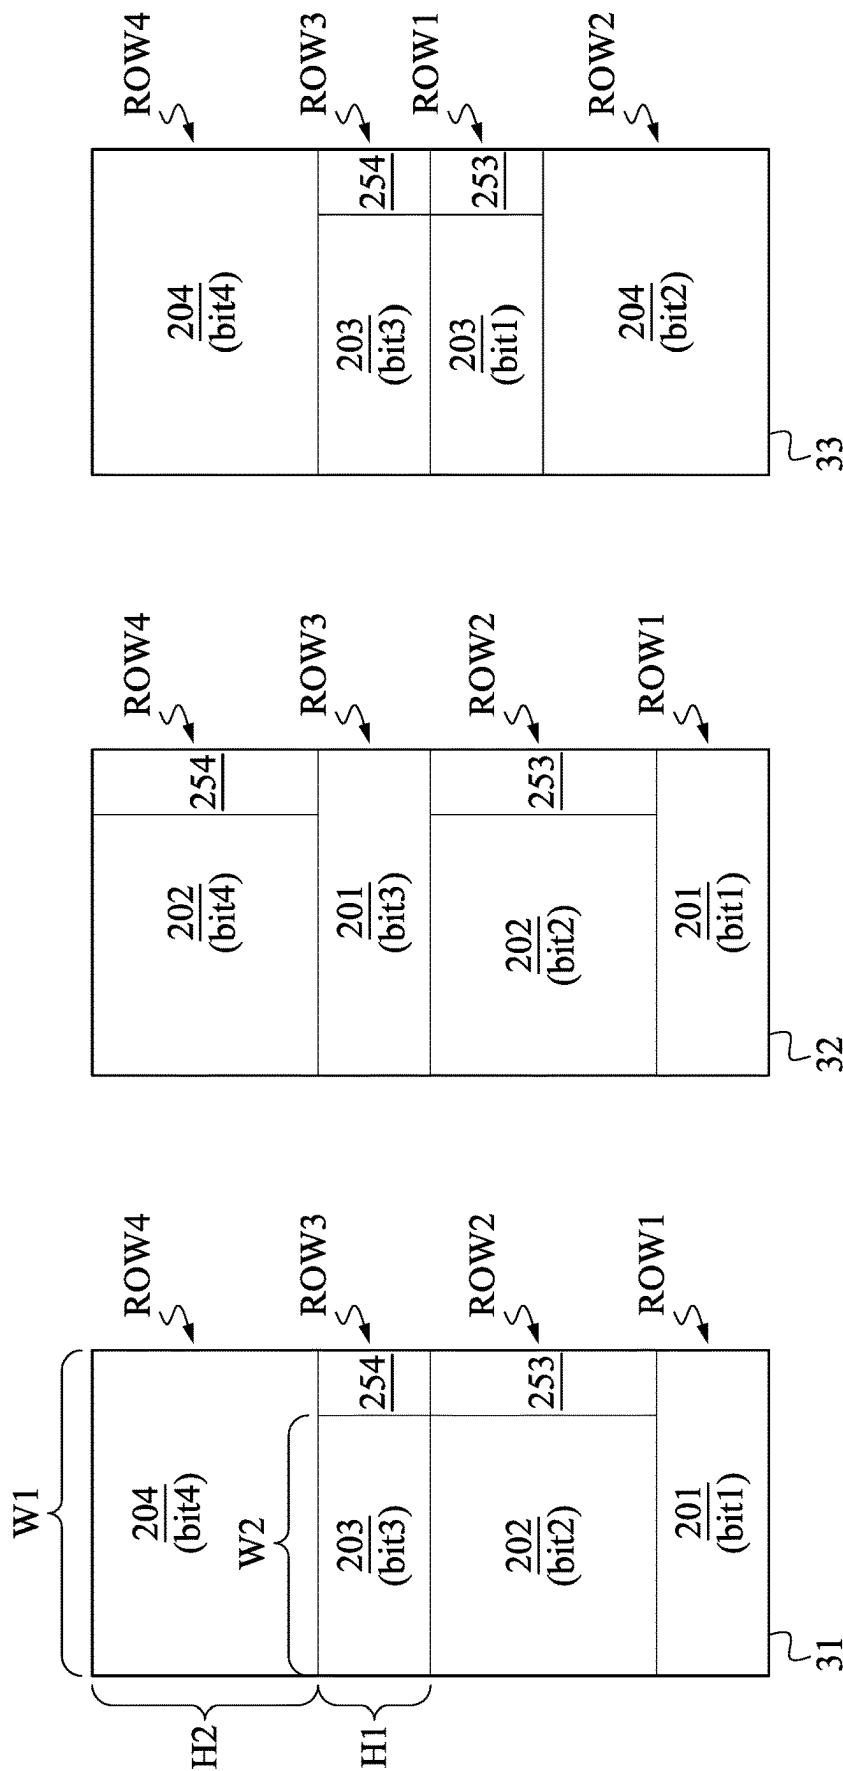 W1
H2
204
(bit4)
ROW4
W2
H1
203
(bit3)
254
ROW3
202
(bit2)
253
ROW2
201
(bit1)
ROW1
31
202
(bit4)
254
ROW4
201
(bit3)
ROW3
202
(bit2)
253
ROW2
201
(bit1)
ROW1
32
204
(bit4)
ROW4
203
(bit3)
254
ROW3
203
(bit1)
253
ROW1
204
(bit2)
ROW2
33